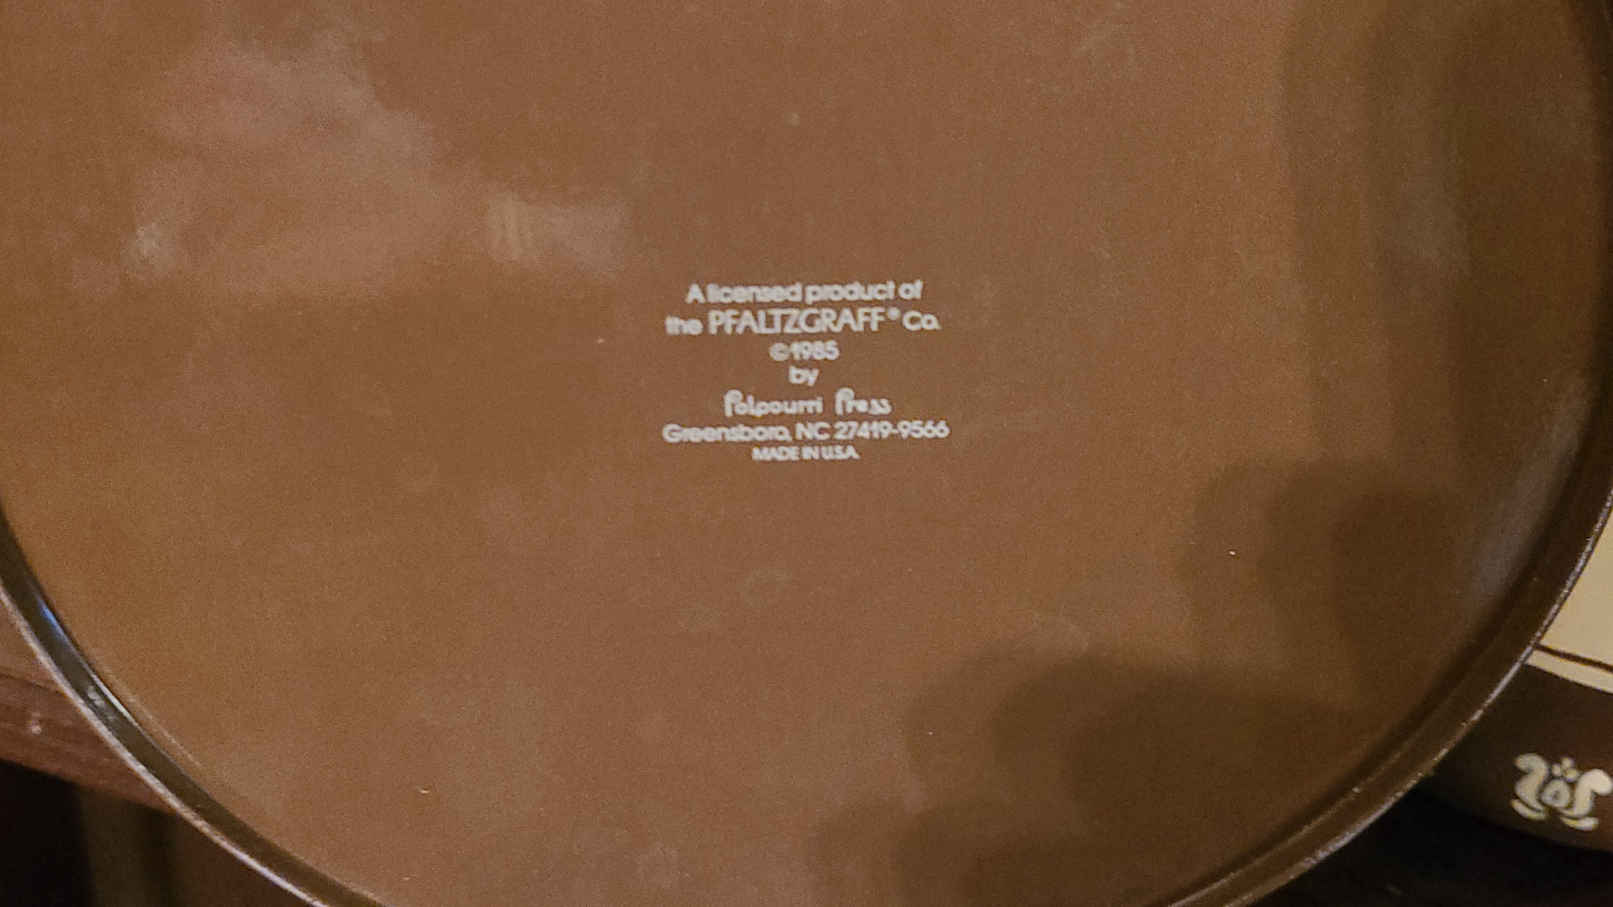 A licensed product of
the PFALTZGRAFF® Co.
©1985
by
Potpourri Press
Greensboro, NC 27419-9566
MADE IN U.S.A.